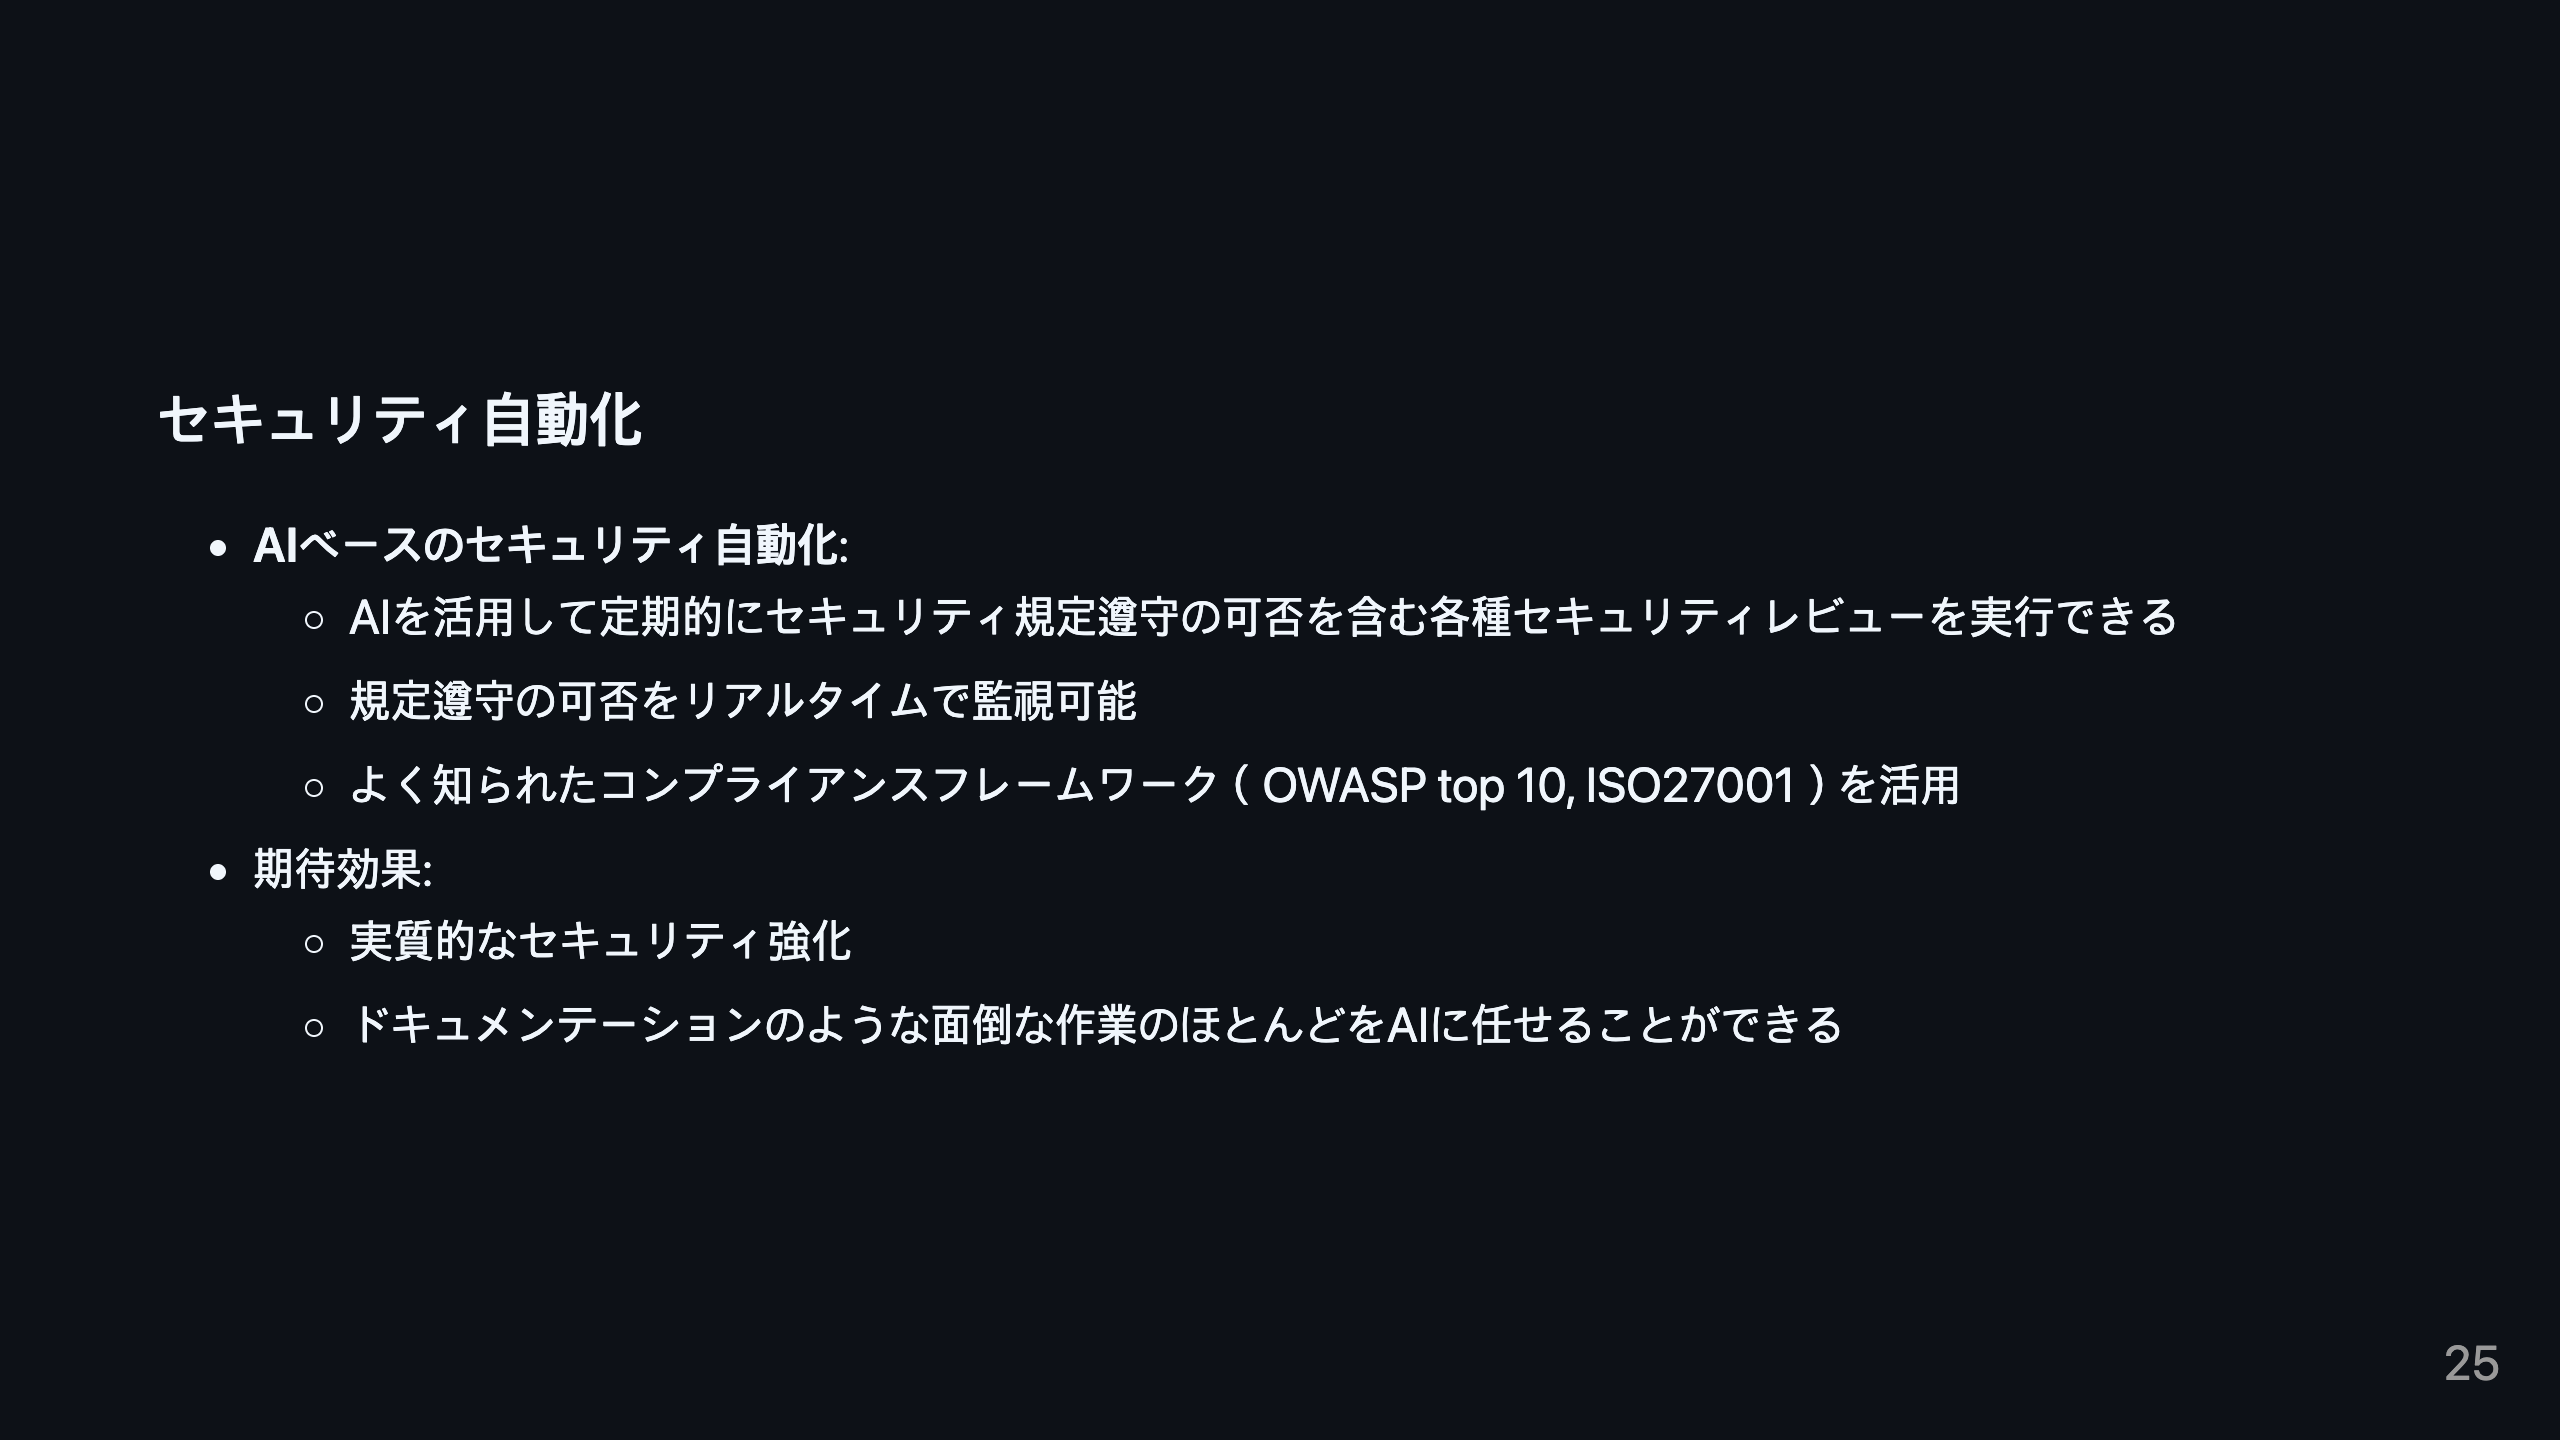 セキュリティ自動化
• AIベースのセキュリティ自動化:
○ AIを活用して定期的にセキュリティ規定遵守の可否を含む各種セキュリティレビューを実行できる
○ 規定遵守の可否をリアルタイムで監視可能
○ よく知られたコンプライアンスフレームワーク ( OWASP top 10, ISO27001 ) を活用
• 期待効果:
○ 実質的なセキュリティ強化
○ ドキュメンテーションのような面倒な作業のほとんどをAIに任せることができる
25